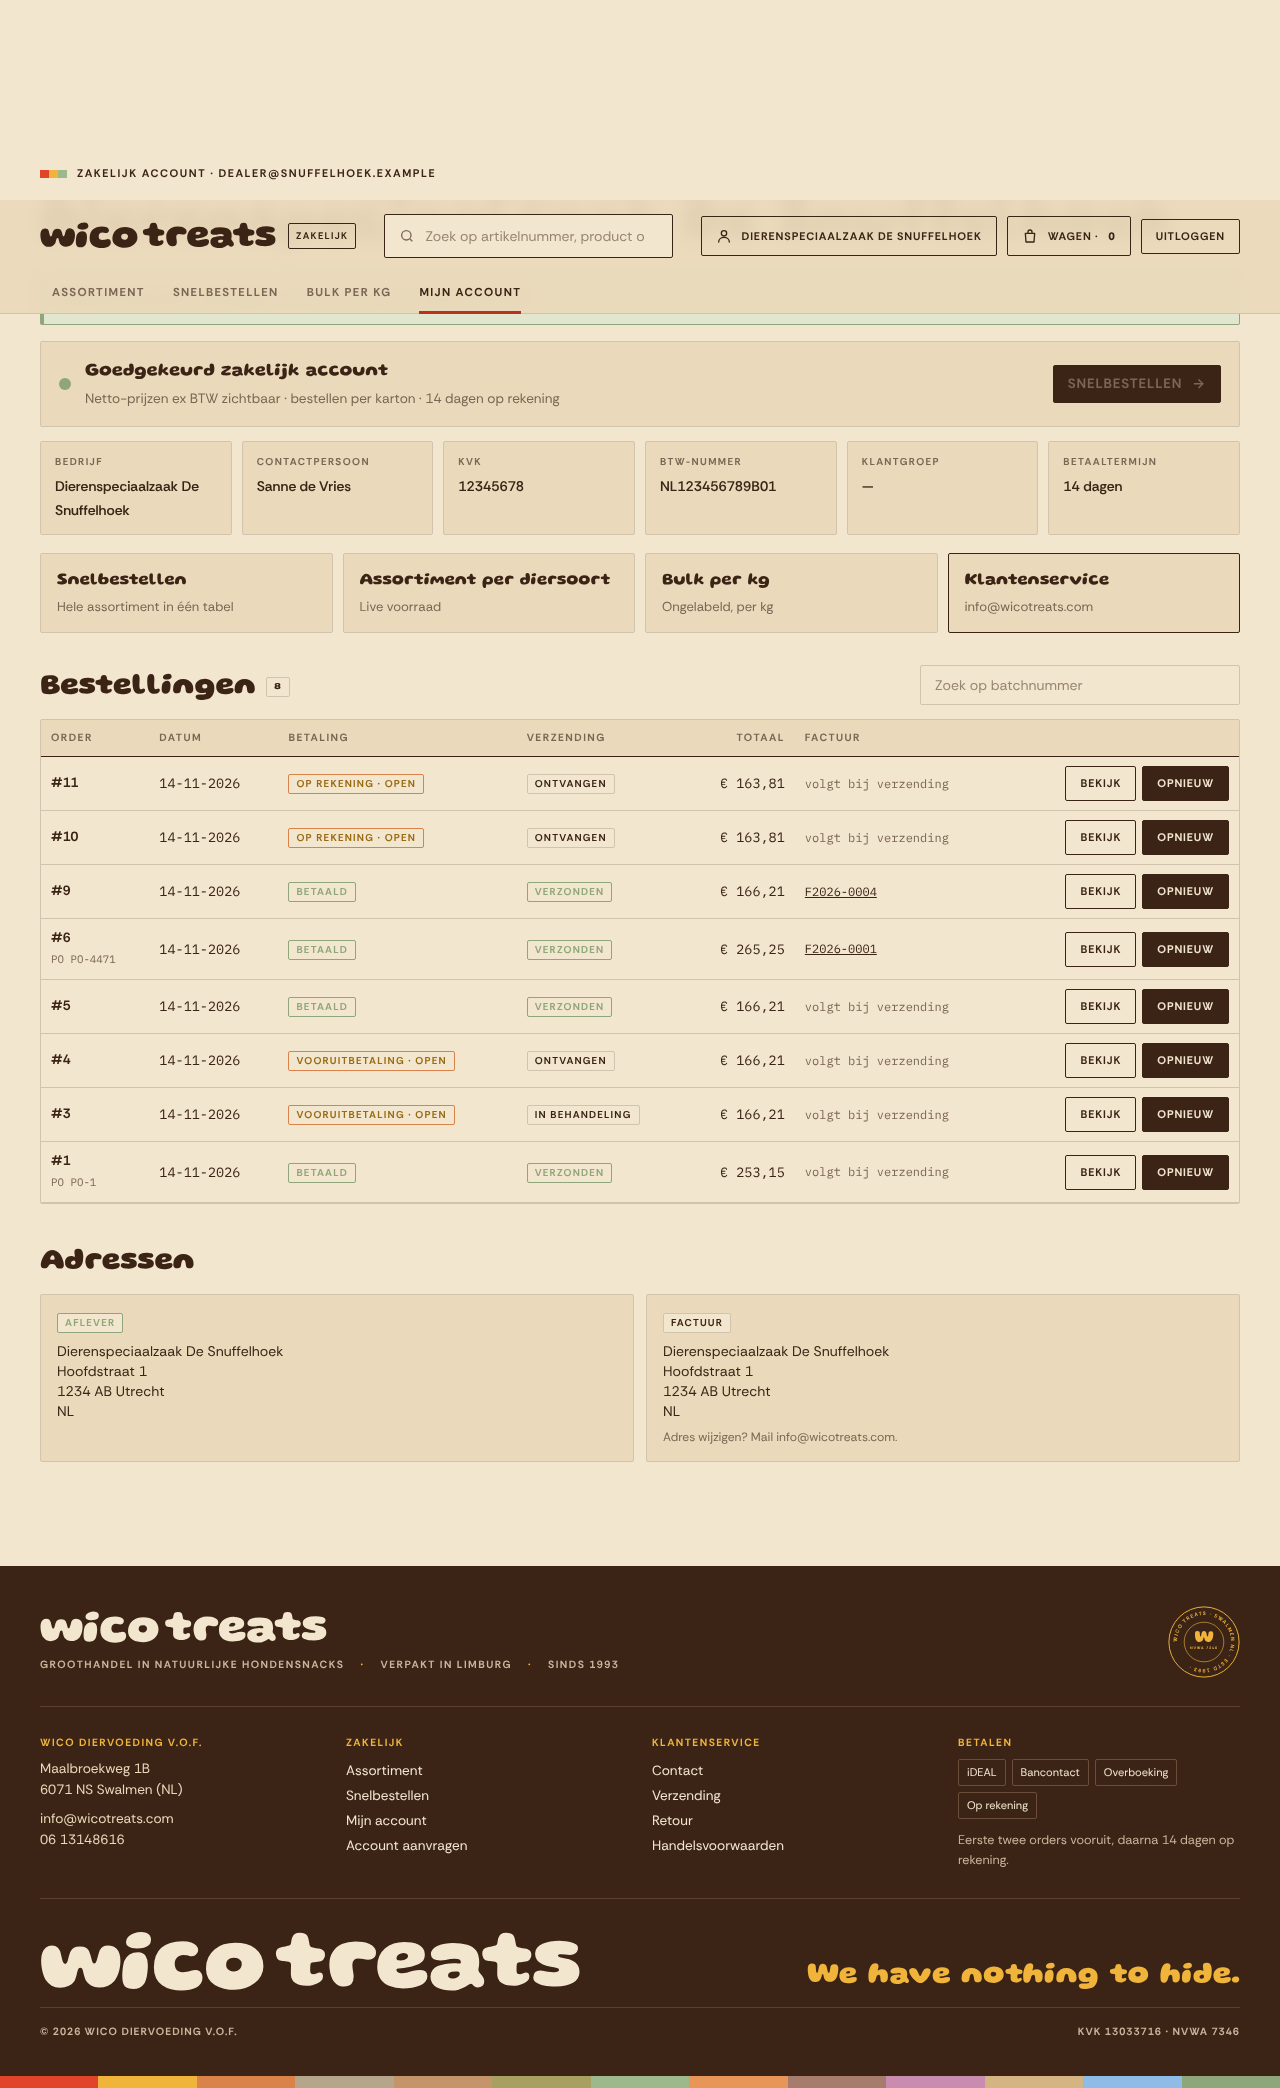 ZAKELIJK ACCOUNT · DEALER@SNUFFELHOEK.EXAMPLE
wico treats ZAKELIJK Zoek op artikelnummer, product o DIERENSPECIAALZAAK DE SNUFFELHOEK WAGEN · 0 UITLOGGEN
ASSORTIMENT SNELBESTELLEN BULK PER KG MIJN ACCOUNT
Goedgekeurd zakelijk account
Netto-prijzen ex BTW zichtbaar · bestellen per karton · 14 dagen op rekening
SNELBESTELLEN →
BEDRIJF CONTACTPERSOON KVK BTW-NUMMER KLANTGROEP BETAALTERMIJN
Dierenspeciaalzaak De Sanne de Vries 12345678 NL123456789B01 — 14 dagen
Snuffelhoek
Snelbestellen Assortiment per diersoort Bulk per kg Klantenservice
Hele assortiment in één tabel Live voorraad Ongelabeld, per kg info@wicotreats.com
Bestellingen 8 Zoek op batchnummer
ORDER DATUM BETALING VERZENDING TOTAAL FACTUUR
#11 14-11-2026 OP REKENING · OPEN ONTVANGEN € 163,81 volgt bij verzending BEKIJK OPNIEUW
#10 14-11-2026 OP REKENING · OPEN ONTVANGEN € 163,81 volgt bij verzending BEKIJK OPNIEUW
#9 14-11-2026 BETAALD VERZONDEN € 166,21 F2026-0004 BEKIJK OPNIEUW
#6 14-11-2026 BETAALD VERZONDEN € 265,25 F2026-0001 BEKIJK OPNIEUW
PO PO-4471
#5 14-11-2026 BETAALD VERZONDEN € 166,21 volgt bij verzending BEKIJK OPNIEUW
#4 14-11-2026 VOORUITBETALING · OPEN ONTVANGEN € 166,21 volgt bij verzending BEKIJK OPNIEUW
#3 14-11-2026 VOORUITBETALING · OPEN IN BEHANDELING € 166,21 volgt bij verzending BEKIJK OPNIEUW
#1 14-11-2026 BETAALD VERZONDEN € 253,15 volgt bij verzending BEKIJK OPNIEUW
PO PO-1
Adressen
AFLEVER
Dierenspeciaalzaak De Snuffelhoek
Hoofdstraat 1
1234 AB Utrecht
NL
FACTUUR
Dierenspeciaalzaak De Snuffelhoek
Hoofdstraat 1
1234 AB Utrecht
NL
Adres wijzigen? Mail info@wicotreats.com.
wico treats
GROOTHANDEL IN NATUURLIJKE HONDENSNACKS · VERPAKT IN LIMBURG · SINDS 1993
WICO TREATS · SWALMEN NL · ESTD 1993 ·
W
NVWA 7346
WICO DIERVOEDING V.O.F.
Maalbroekweg 1B
6071 NS Swalmen (NL)
info@wicotreats.com
06 13148616
ZAKELIJK
Assortiment
Snelbestellen
Mijn account
Account aanvragen
KLANTENSERVICE
Contact
Verzending
Retour
Handelsvoorwaarden
BETALEN
iDEAL Bancontact Overboeking
Op rekening
Eerste twee orders vooruit, daarna 14 dagen op
rekening.
wico treats We have nothing to hide.
© 2026 WICO DIERVOEDING V.O.F. KVK 13033716 · NVWA 7346